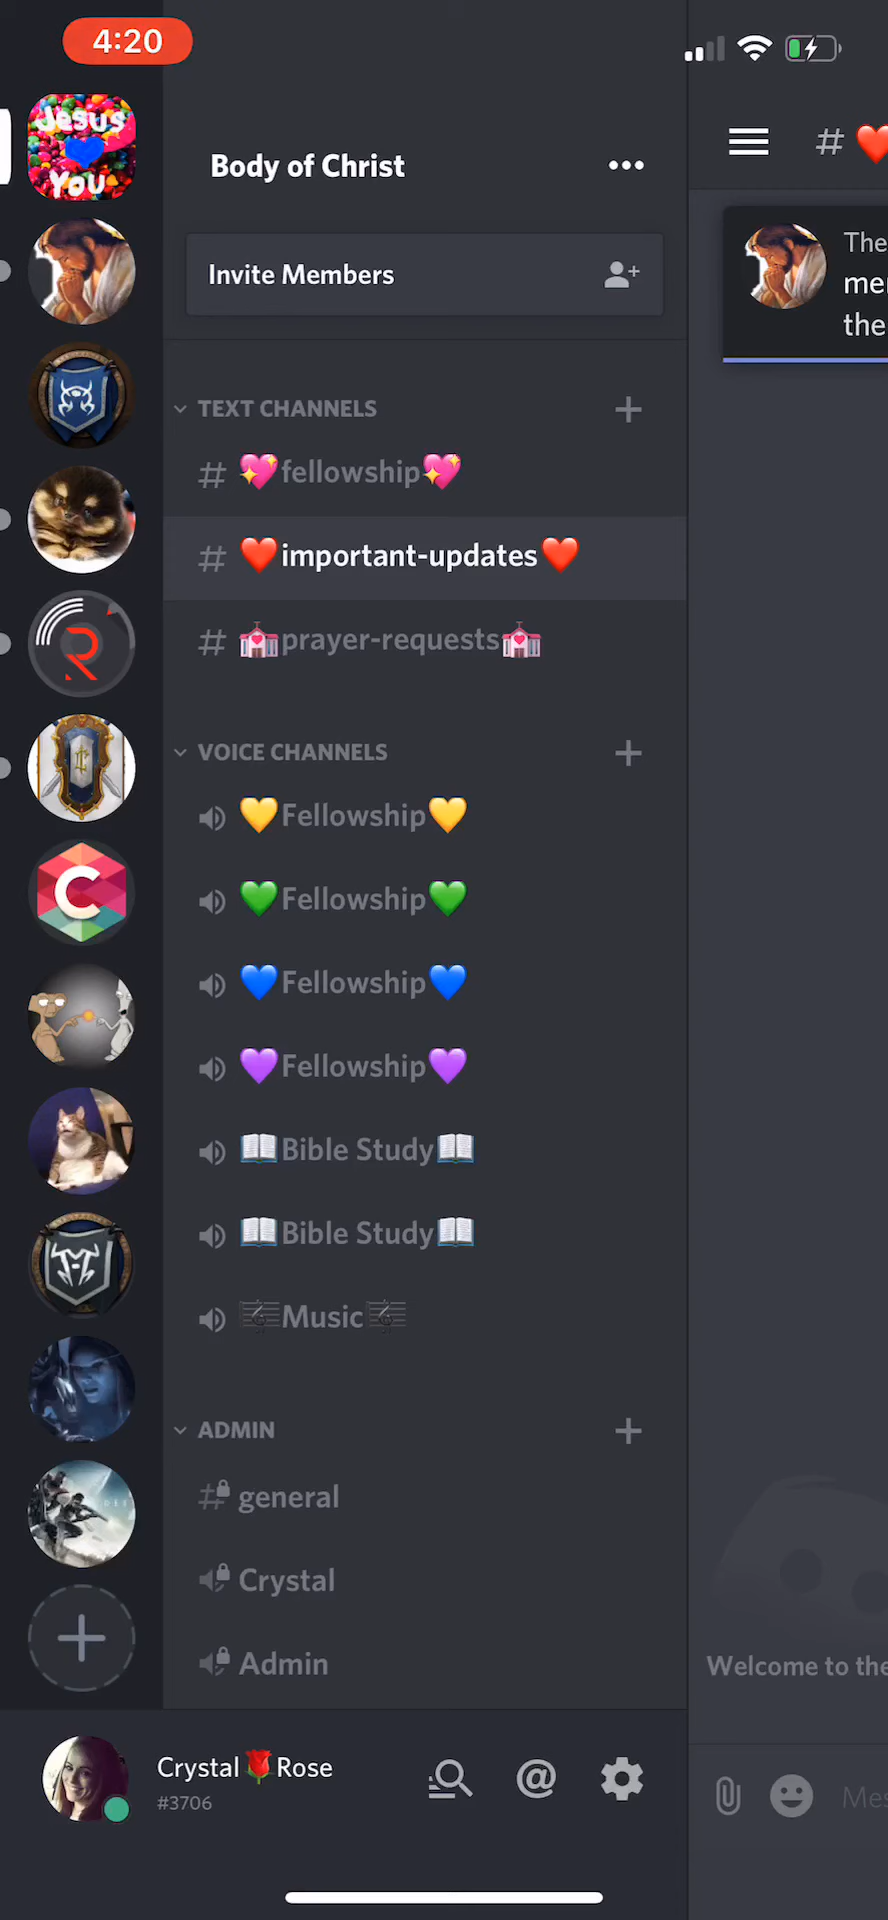 4:20
Jesus
You
Body of Christ
Invite Members
TEXT CHANNELS
# 💖fellowship💖
# ❤️important-updates❤️
# 💒prayer-requests💒
VOICE CHANNELS
💛Fellowship💛
💚Fellowship💚
💙Fellowship💙
💜Fellowship💜
📖Bible Study📖
📖Bible Study📖
🎼Music🎼
ADMIN
general
Crystal
Admin
Crystal🌹Rose
#3706
# ❤️
The
mer
the
Welcome to the
Mes